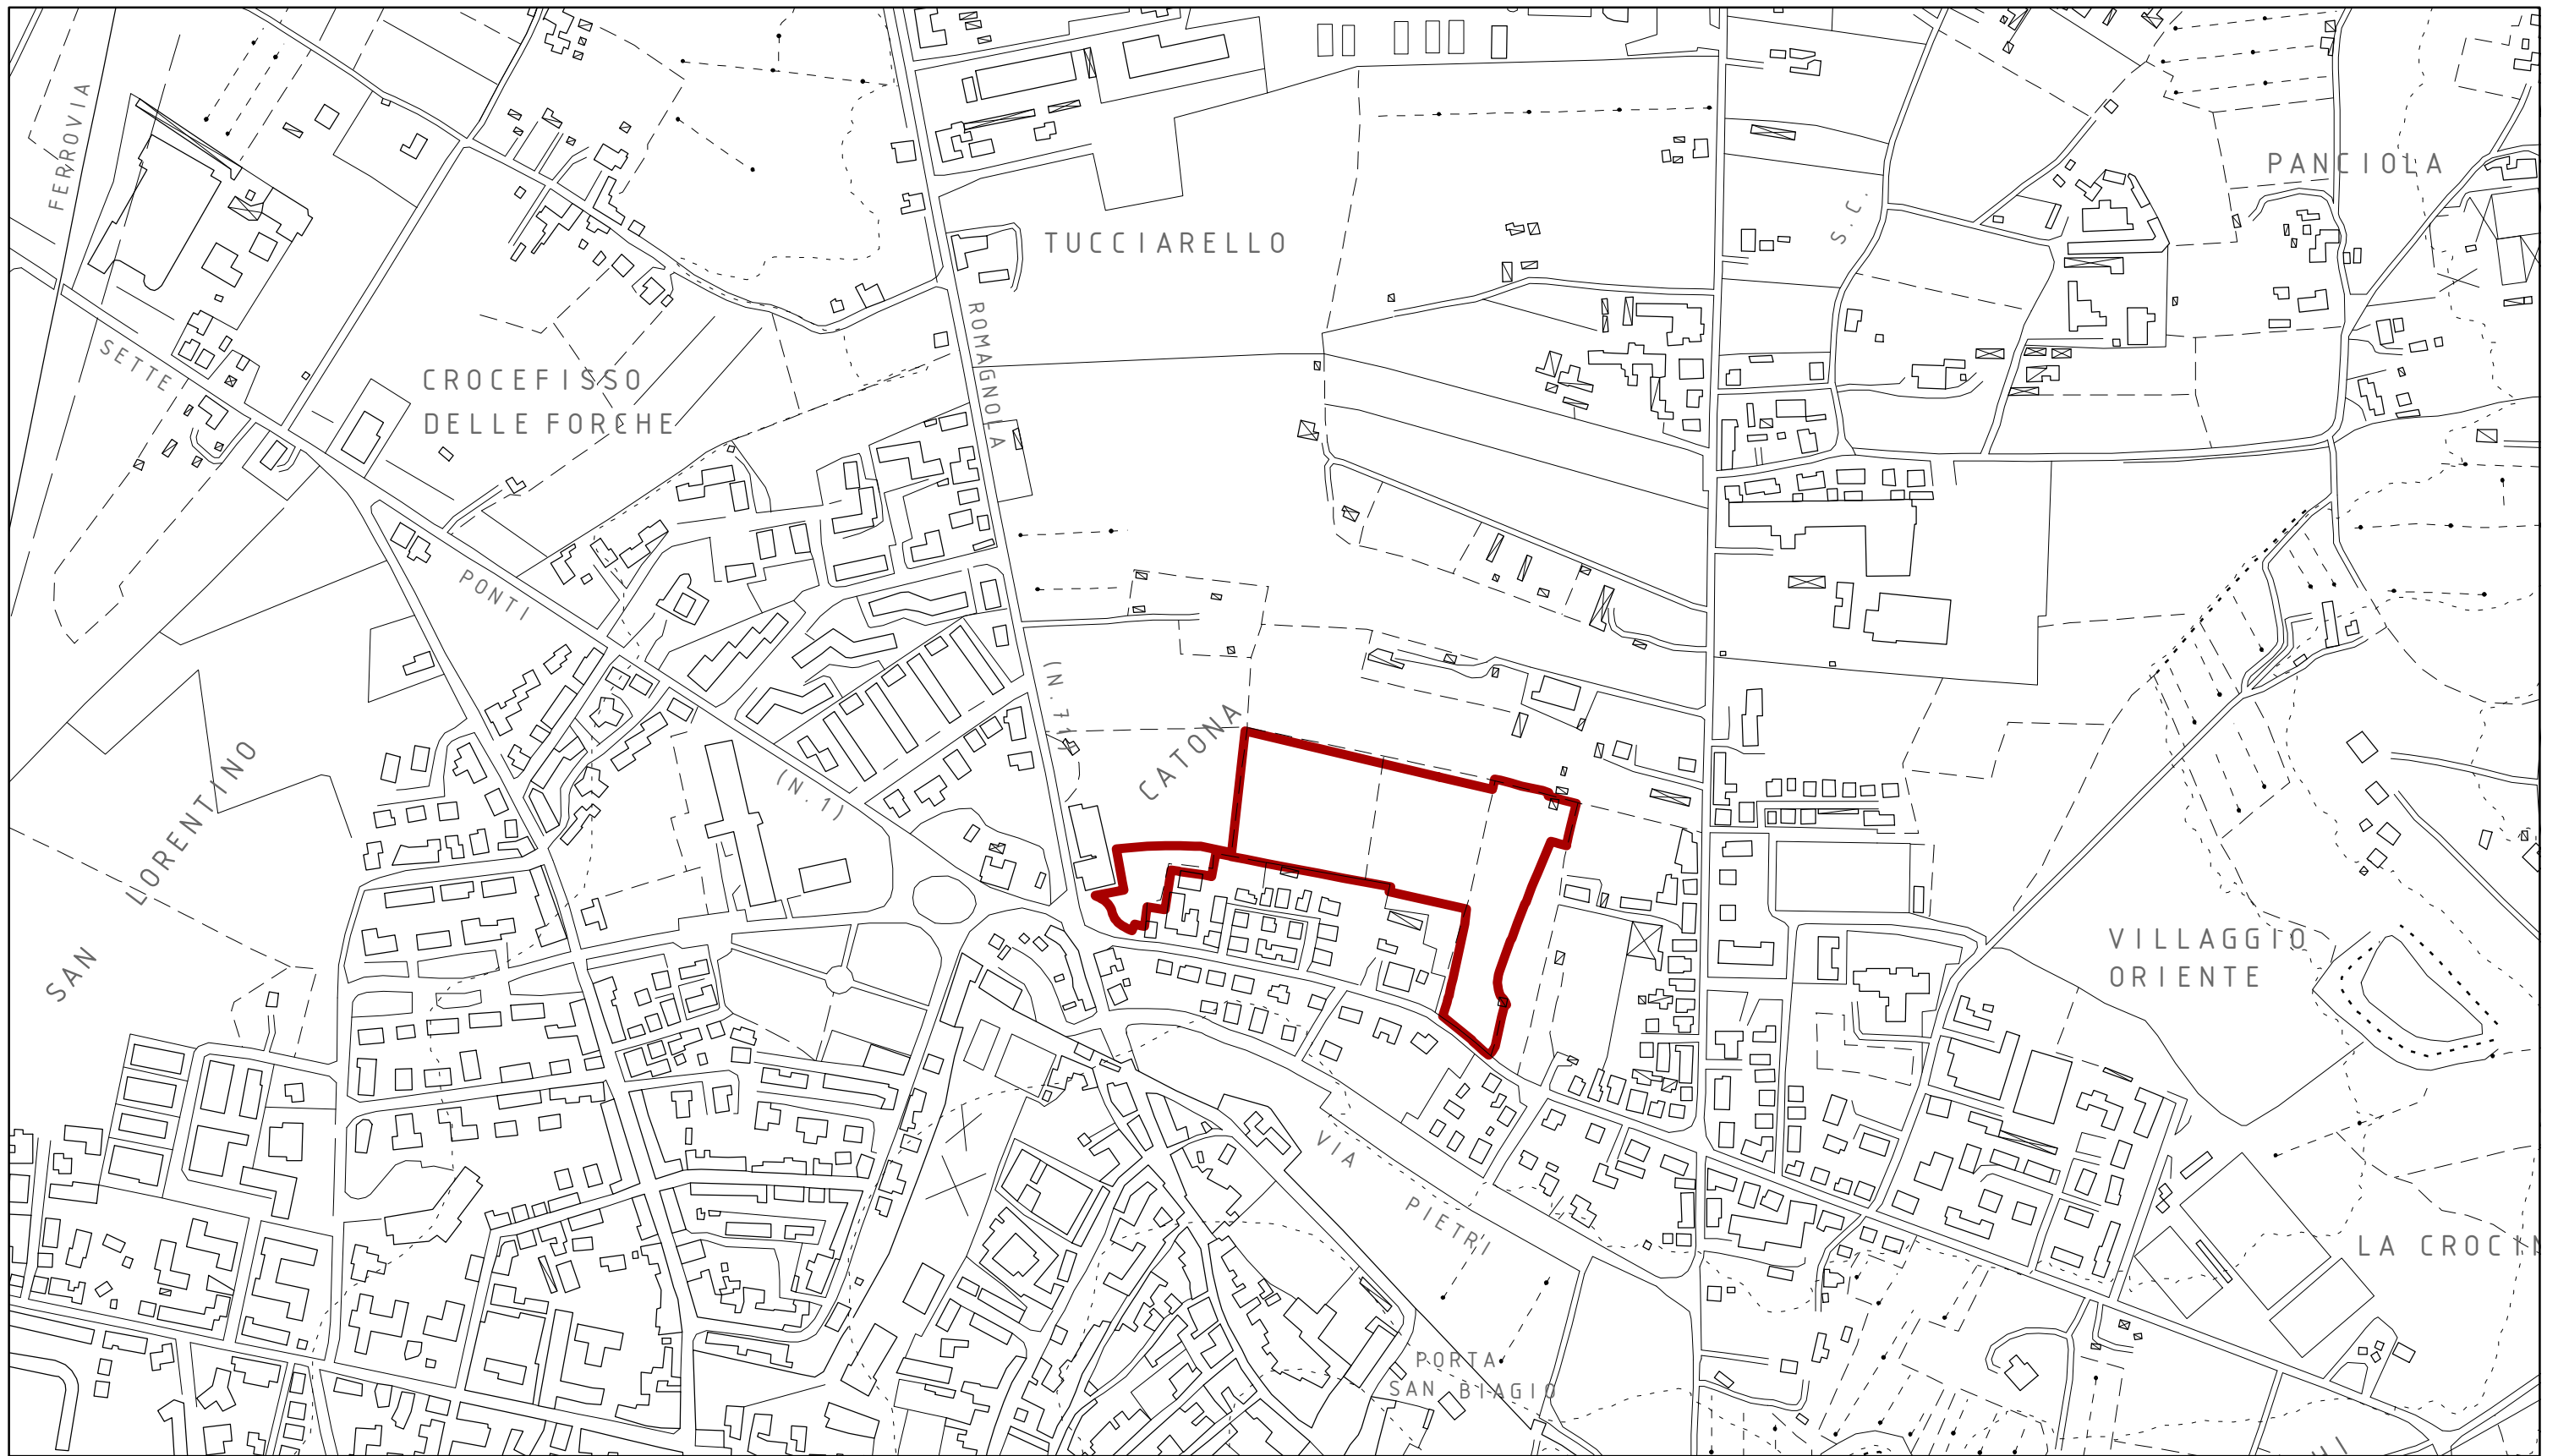 FERROVIA
PANCIOLA
S. C.
TUCCIARELLO
ROMAGNOLA
SETTE
CROCEFISSO
DELLE FORCHE
PONTI
(N. 71)
CATONA
(N. 1)
SAN LORENTINO
VILLAGGIO
ORIENTE
VIA PIETRI
LA CROCIN
PORTA
SAN BIAGIO